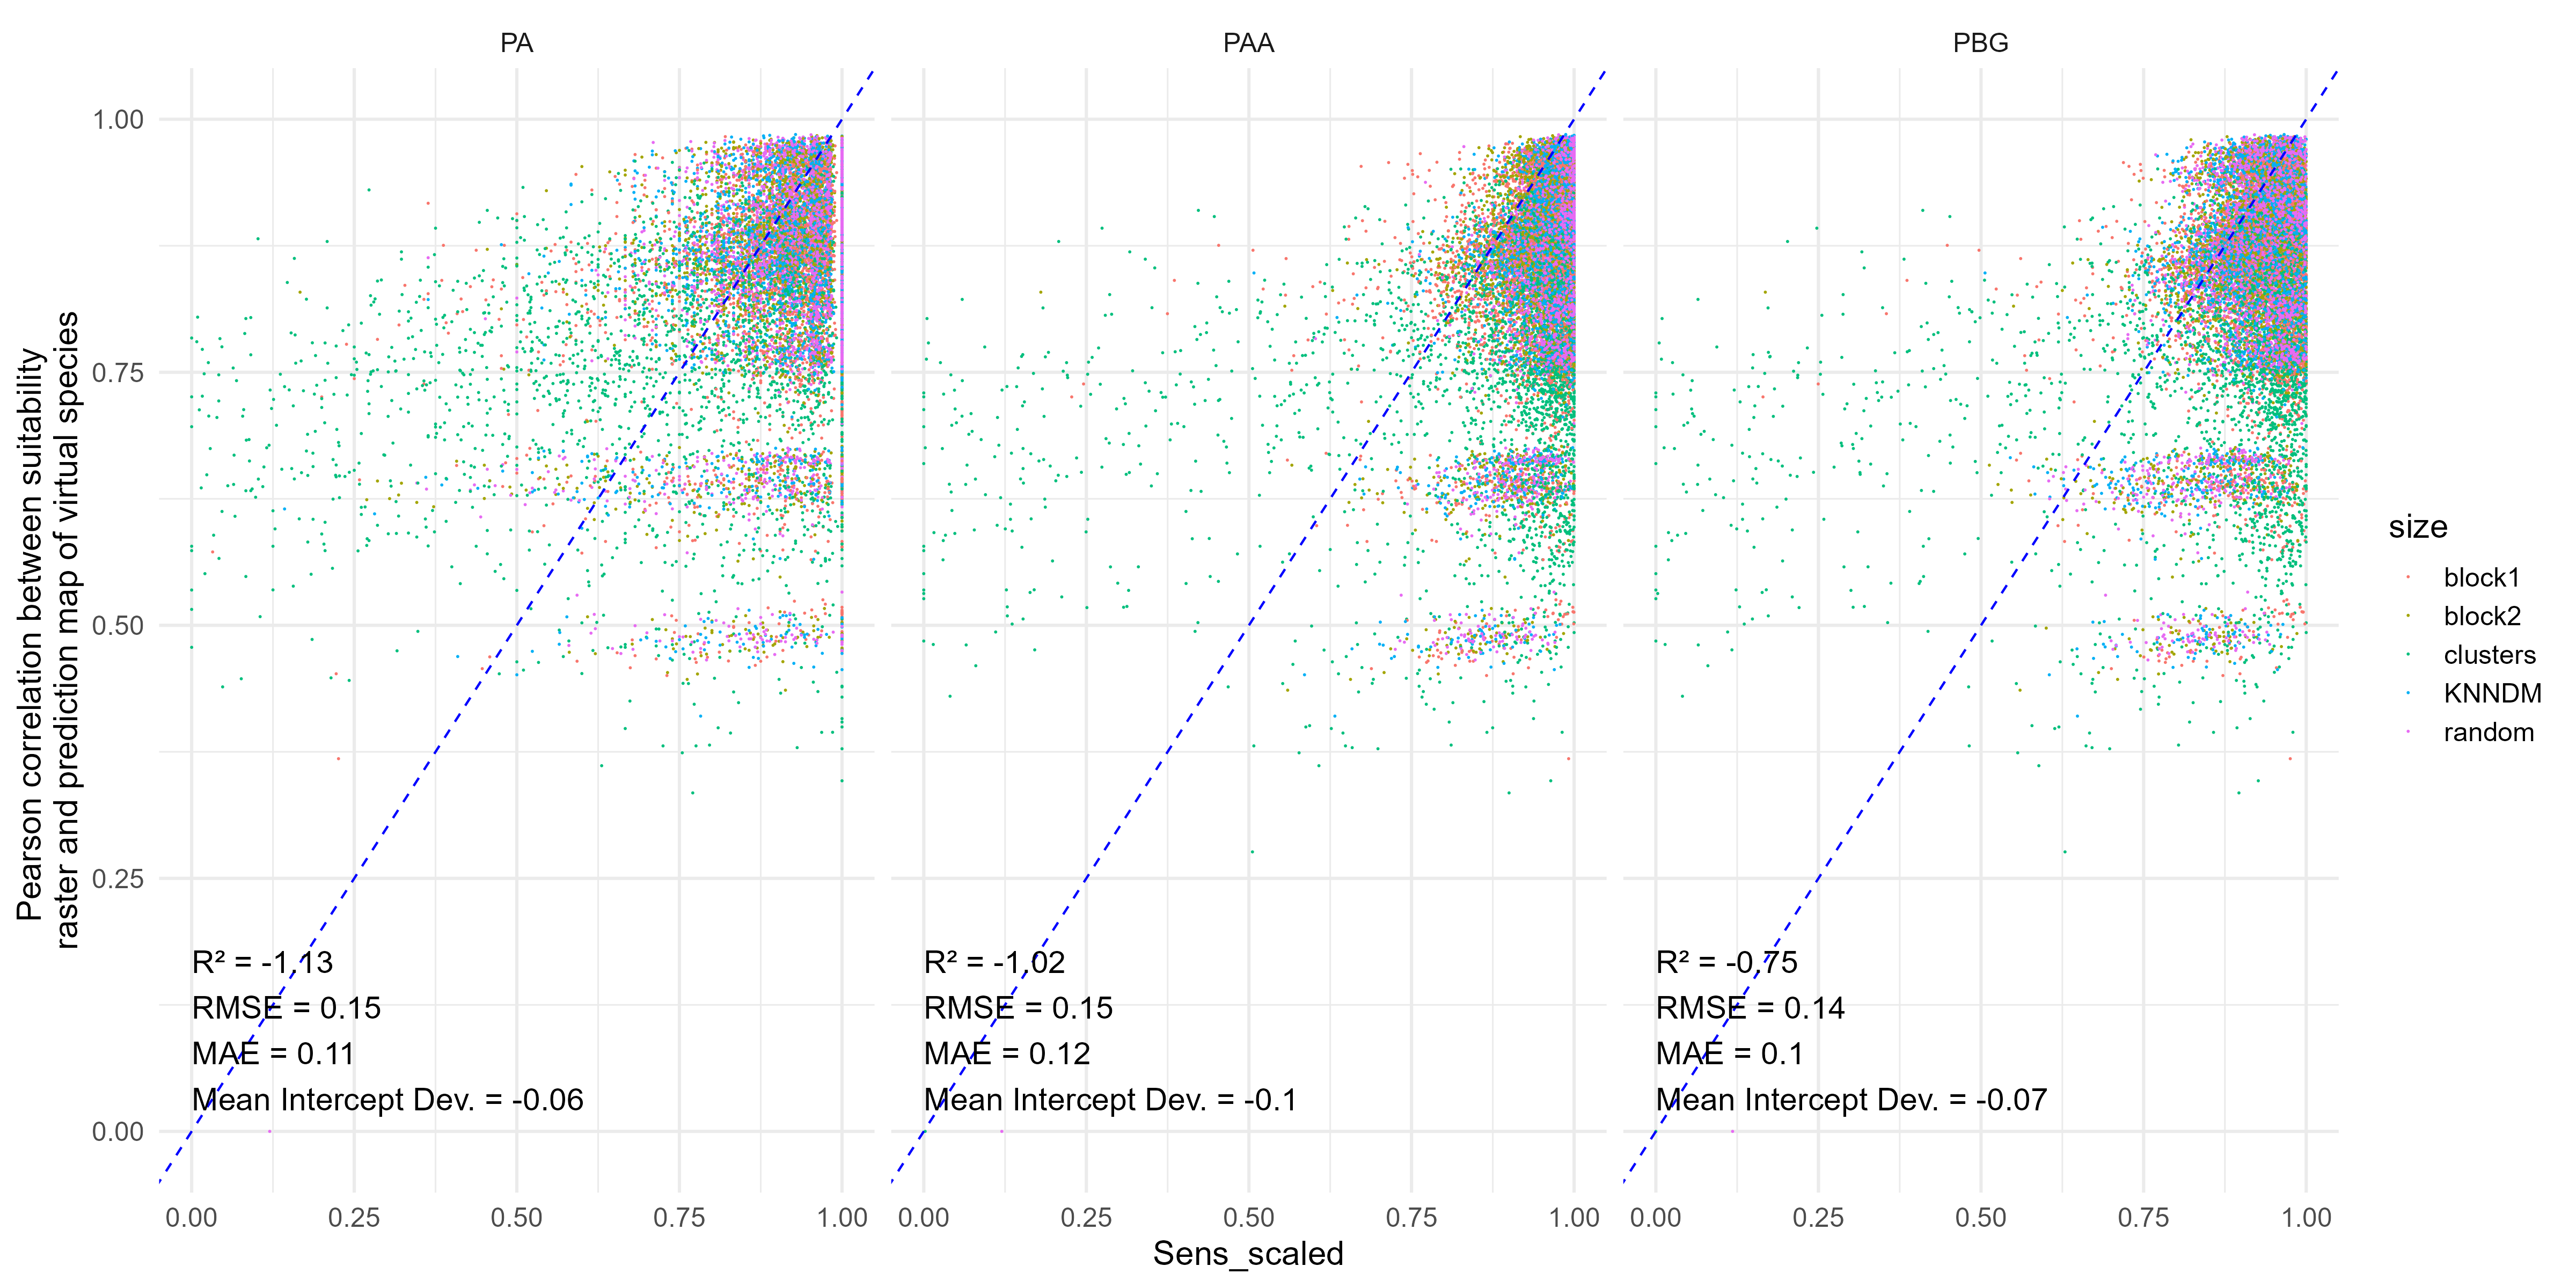 PA
PAA
PBG
Pearson correlation between suitability
raster and prediction map of virtual species
1.00
0.75
0.50
0.25
0.00
R² = -1.13
RMSE = 0.15
MAE = 0.11
Mean Intercept Dev. = -0.06
R² = -1.02
RMSE = 0.15
MAE = 0.12
Mean Intercept Dev. = -0.1
R² = -0.75
RMSE = 0.14
MAE = 0.1
Mean Intercept Dev. = -0.07
0.00 0.25 0.50 0.75 1.00
0.00 0.25 0.50 0.75 1.00
0.00 0.25 0.50 0.75 1.00
Sens_scaled
size
block1
block2
clusters
KNNDM
random